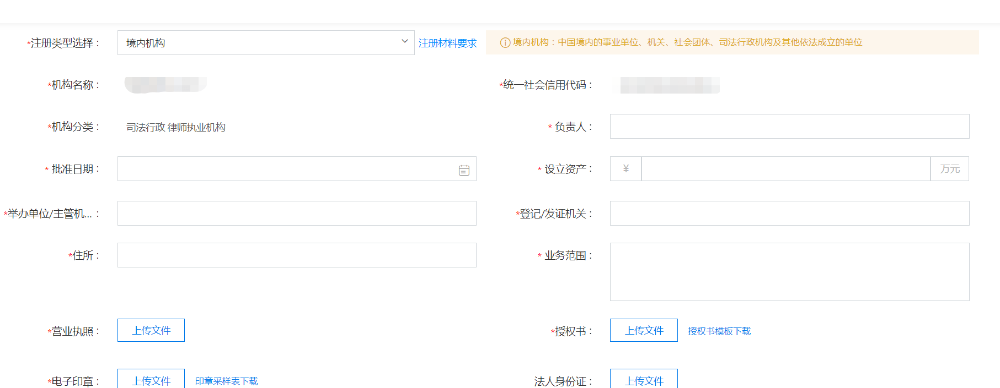 *注册类型选择： 境内机构 注册材料要求 境内机构：中国境内的事业单位、机关、社会团体、司法行政机构及其他依法成立的单位
*机构名称： *统一社会信用代码：
*机构分类： 司法行政 律师执业机构 * 负责人：
* 批准日期： * 设立资产： ¥ 万元
*举办单位/主管机...： *登记/发证机关：
*住所： * 业务范围：
*营业执照： 上传文件 *授权书： 上传文件 授权书模板下载
*电子印章： 上传文件 印章采样表下载 法人身份证： 上传文件